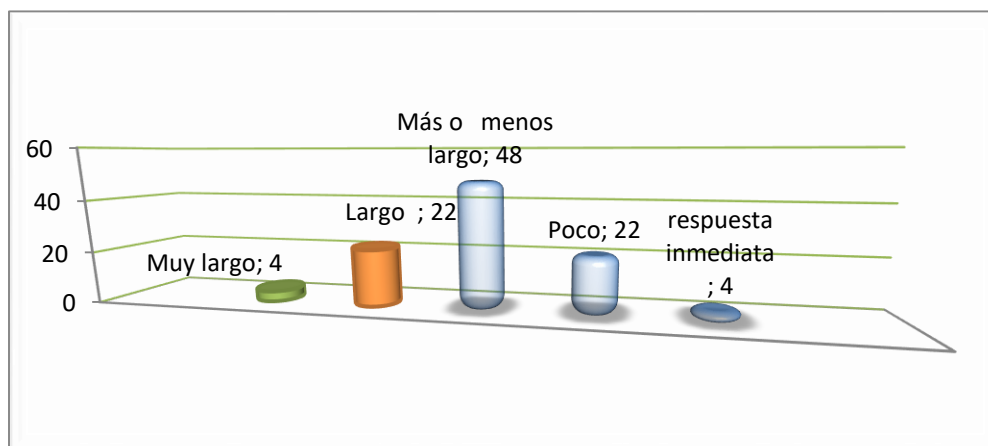 Más o menos
largo; 48
60
40
Largo ; 22
respuesta
inmediata
; 4
Poco; 22
20
Muy largo; 4
0